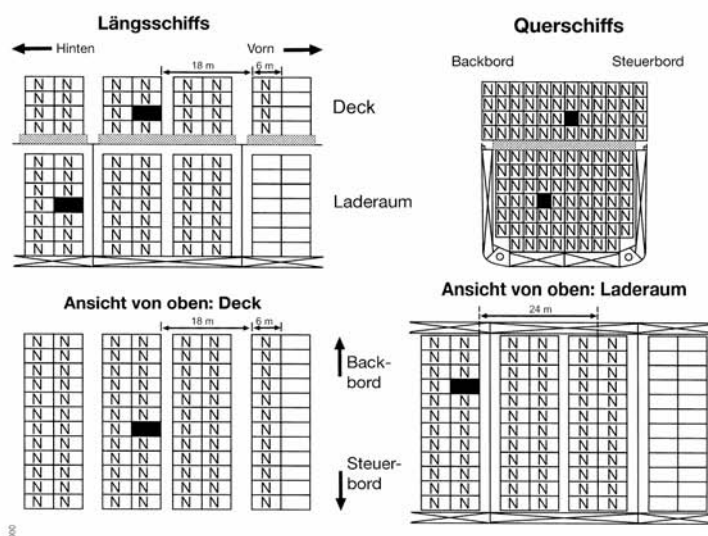 Längsschiffs
Hinten
Vorn
18 m
6 m
Deck
Laderaum
Querschiffs
Backbord
Steuerbord
Ansicht von oben: Deck
18 m
6 m
Back-
bord
Steuer-
bord
Ansicht von oben: Laderaum
24 m